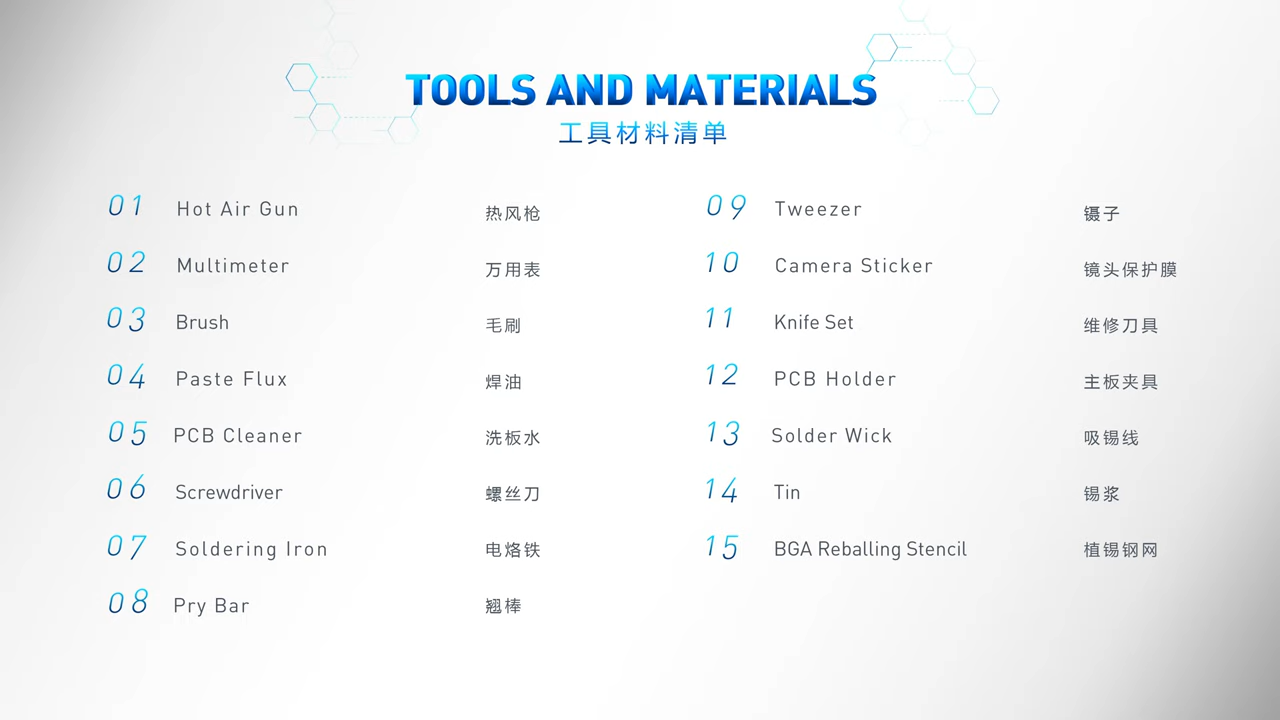 TOOLS AND MATERIALS
工具材料清单
01 Hot Air Gun 热风枪
02 Multimeter 万用表
03 Brush 毛刷
04 Paste Flux 焊油
05 PCB Cleaner 洗板水
06 Screwdriver 螺丝刀
07 Soldering Iron 电烙铁
08 Pry Bar 翘棒
09 Tweezer 镊子
10 Camera Sticker 镜头保护膜
11 Knife Set 维修刀具
12 PCB Holder 主板夹具
13 Solder Wick 吸锡线
14 Tin 锡浆
15 BGA Reballing Stencil 植锡钢网